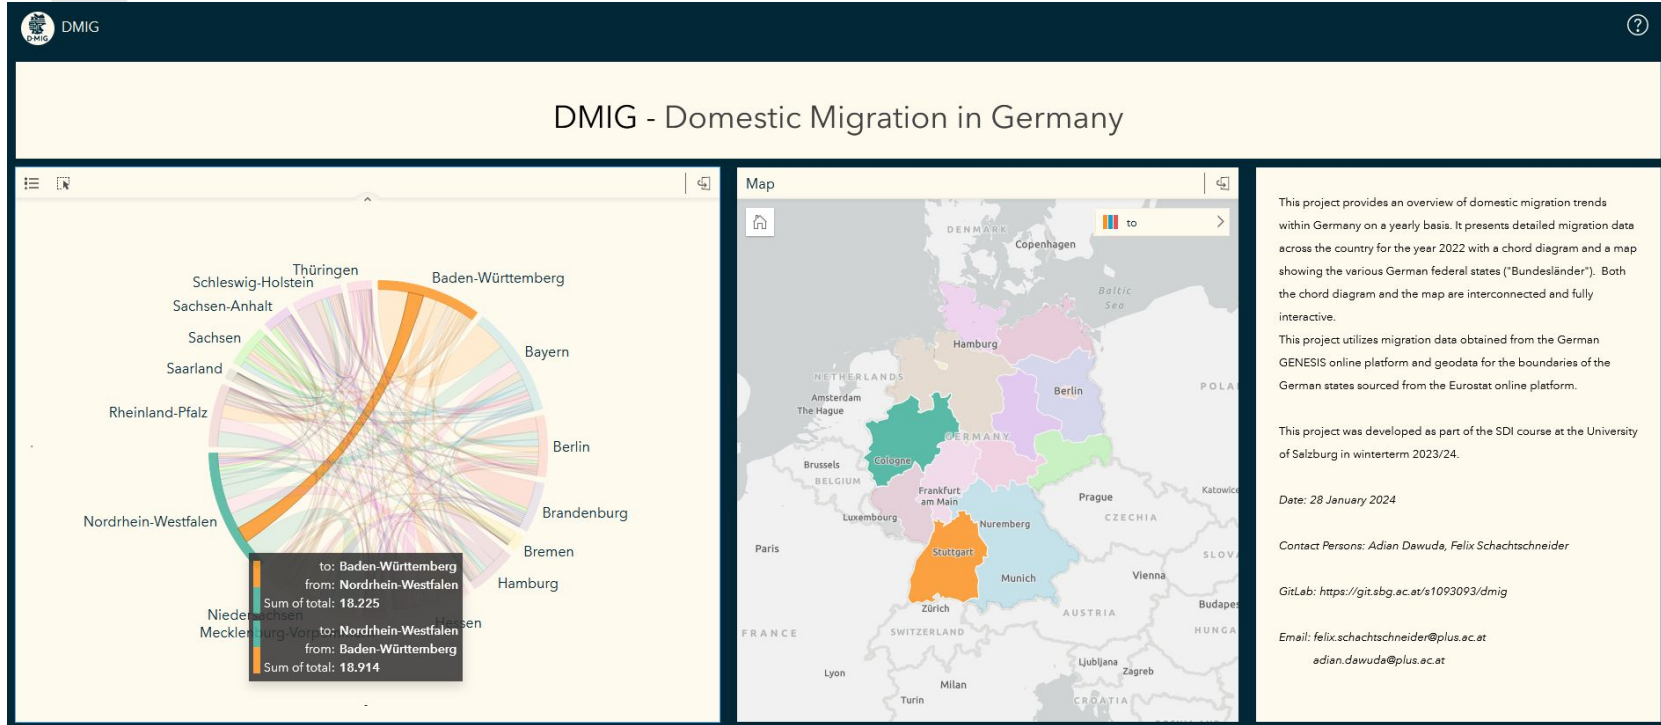 D-MIG
DMIG
DMIG - Domestic Migration in Germany
Thüringen
Baden-Württemberg
Schleswig-Holstein
Sachsen-Anhalt
Sachsen
Bayern
Saarland
Rheinland-Pfalz
Berlin
Nordrhein-Westfalen
Brandenburg
Bremen
Hamburg
Niedersachsen
Hessen
Mecklenburg-Vorpommern
to: Baden-Württemberg
from: Nordrhein-Westfalen
Sum of total: 18.225
to: Nordrhein-Westfalen
from: Baden-Württemberg
Sum of total: 18.914
Map
to
DENMARK
Copenhagen
Baltic
Sea
Hamburg
NETHERLANDS
Amsterdam
The Hague
Berlin
POLA
GERMANY
Cologne
Brussels
BELGIUM
Frankfurt
am Main
Prague
Katowice
Luxembourg
Nuremberg
CZECHIA
Paris
Stuttgart
SLOV
Munich
Vienna
Zürich
Budapes
AUSTRIA
FRANCE
SWITZERLAND
HUNGA
Ljubljana
Lyon
Zagreb
Milan
Turin
CROATIA
This project provides an overview of domestic migration trends
within Germany on a yearly basis. It presents detailed migration data
across the country for the year 2022 with a chord diagram and a map
showing the various German federal states ("Bundesländer"). Both
the chord diagram and the map are interconnected and fully
interactive.
This project utilizes migration data obtained from the German
GENESIS online platform and geodata for the boundaries of the
German states sourced from the Eurostat online platform.
This project was developed as part of the SDI course at the University
of Salzburg in winterterm 2023/24.
Date: 28 January 2024
Contact Persons: Adian Dawuda, Felix Schachtschneider
GitLab: https://git.sbg.ac.at/s1093093/dmig
Email: felix.schachtschneider@plus.ac.at
adian.dawuda@plus.ac.at